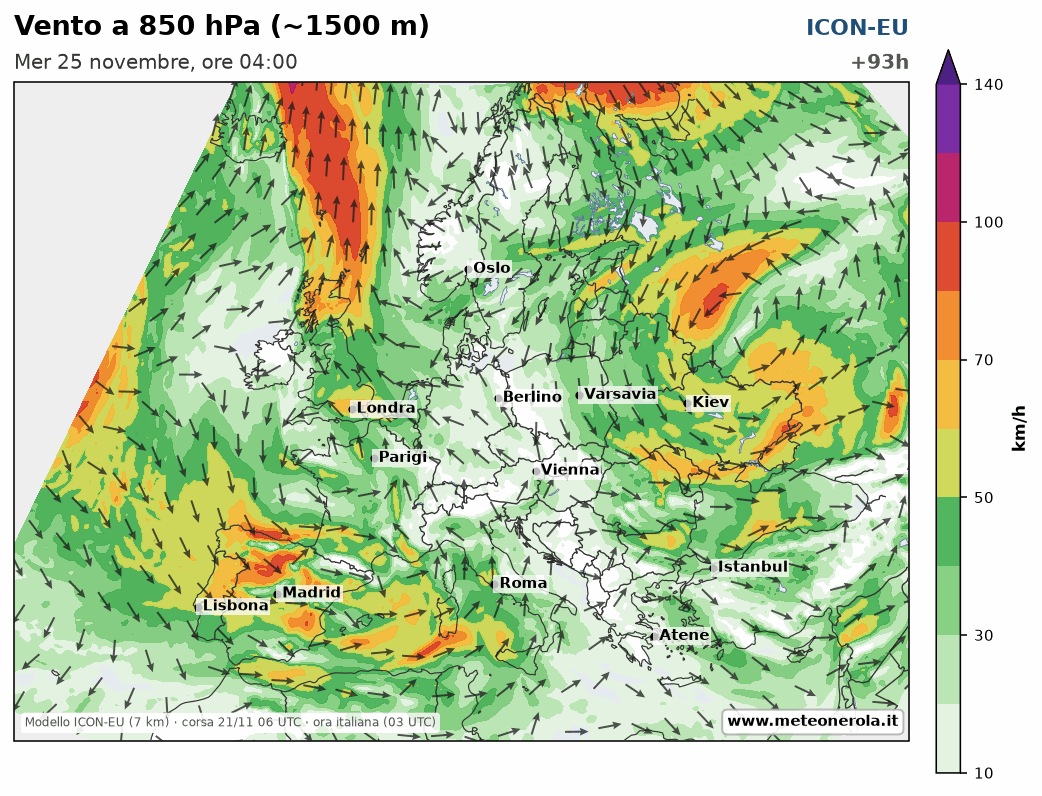 Vento a 850 hPa (~1500 m)
ICON-EU
Mer 25 novembre, ore 04:00
+93h
140
100
70
50
30
10
km/h
Oslo
Berlino
Varsavia
Kiev
Londra
Parigi
Vienna
Istanbul
Roma
Madrid
Lisbona
Atene
Modello ICON-EU (7 km) · corsa 21/11 06 UTC · ora italiana (03 UTC)
www.meteonerola.it